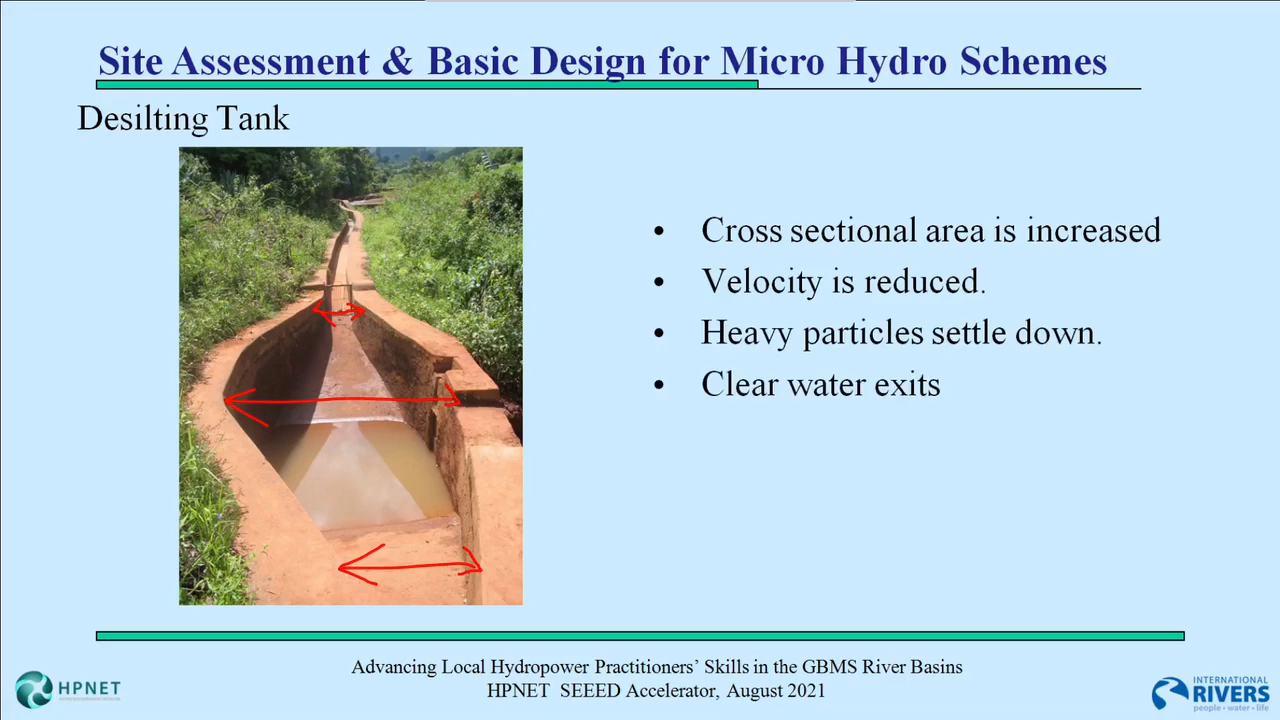 Site Assessment & Basic Design for Micro Hydro Schemes
Desilting Tank
• Cross sectional area is increased
• Velocity is reduced.
• Heavy particles settle down.
• Clear water exits
Advancing Local Hydropower Practitioners’ Skills in the GBMS River Basins
HPNET SEEED Accelerator, August 2021
HPNET
INTERNATIONAL
RIVERS
people • water • life